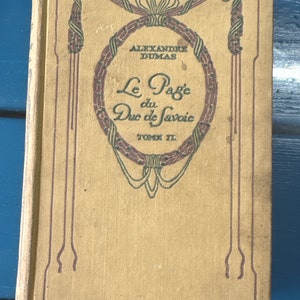 ALEXANDRE
DUMAS
Le Page
du
Duc de Savoie
TOME II.